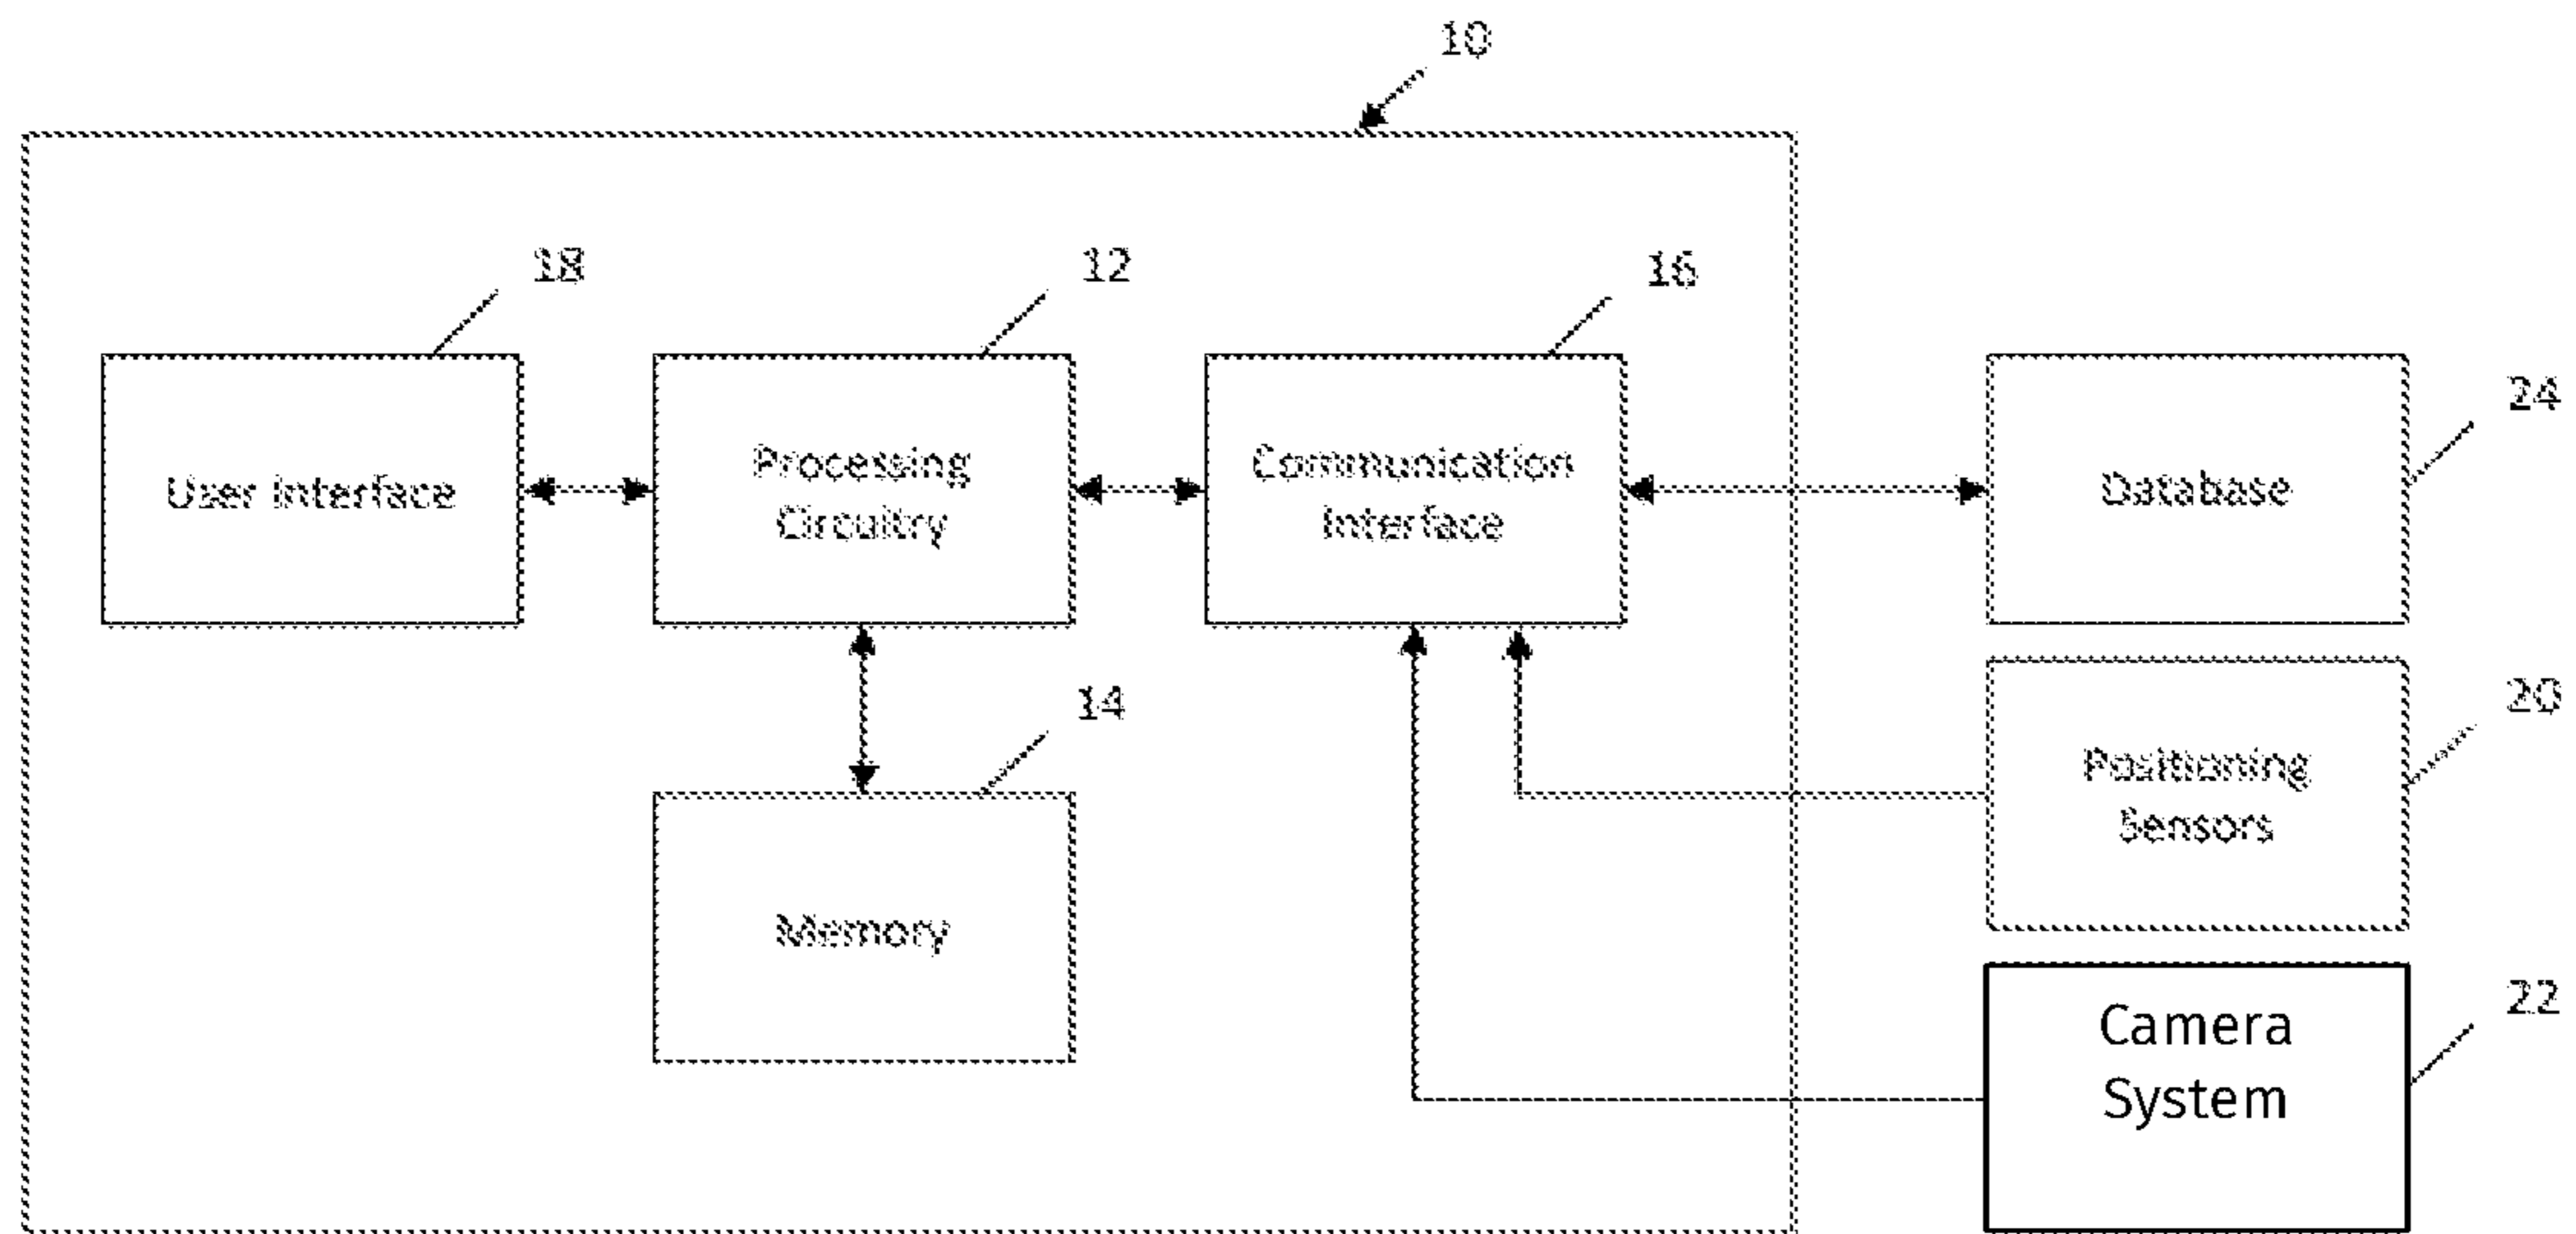 10
18
12
16
24
User Interface
Processing
Circuitry
Communication
Interface
Database
14
20
Positioning
Sensors
Memory
22
Camera
System